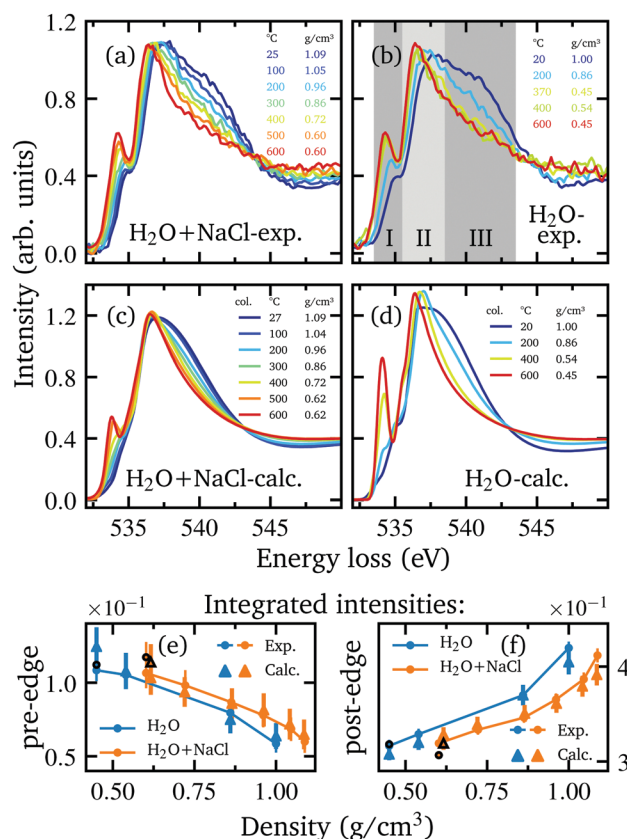 (a)
°C g/cm³
25 1.09
100 1.05
200 0.96
300 0.86
400 0.72
500 0.60
600 0.60
H₂O+NaCl-exp.
(b)
°C g/cm³
20 1.00
200 0.86
370 0.45
400 0.54
600 0.45
I II III
H₂O-
exp.
1.2
0.8
0.4
0.0
Intensity (arb. units)
(c)
col. °C g/cm³
27 1.09
100 1.04
200 0.96
300 0.86
400 0.72
500 0.62
600 0.62
H₂O+NaCl-calc.
(d)
col. °C g/cm³
20 1.00
200 0.86
400 0.54
600 0.45
H₂O-calc.
1.2
0.8
0.4
0.0
535 540 545 535 540 545
Energy loss (eV)
×10⁻¹ Integrated intensities: ×10⁻¹
(e)
Exp.
Calc.
H₂O
H₂O+NaCl
1.0
0.5
pre-edge
0.50 0.75 1.00
(f)
H₂O
H₂O+NaCl
Exp.
Calc.
4
3
post-edge
0.50 0.75 1.00
Density (g/cm³)